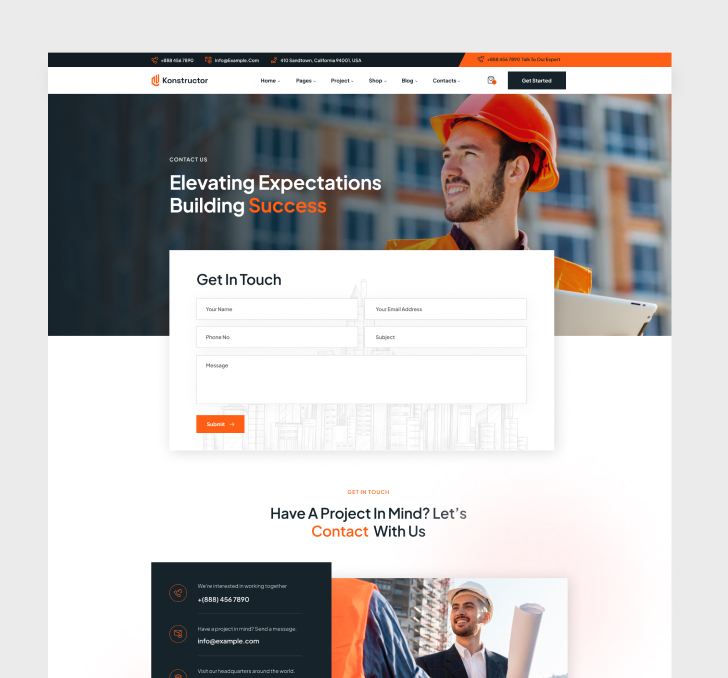 +888 456 7890
Info@Example.Com
410 Sandtown, California 94001, USA
+888 456 7890 Talk To Our Expert
Konstructor
Home
Pages
Project
Shop
Blog
Contacts
Get Started
CONTACT US
Elevating Expectations
Building Success
Get In Touch
Your Name
Your Email Address
Phone No
Subject
Message
Submit
GET IN TOUCH
Have A Project In Mind? Let's
Contact With Us
We're interested in working together
+(888) 456 7890
Have a project in mind? Send a message.
info@example.com
Visit our headquarters around the world.